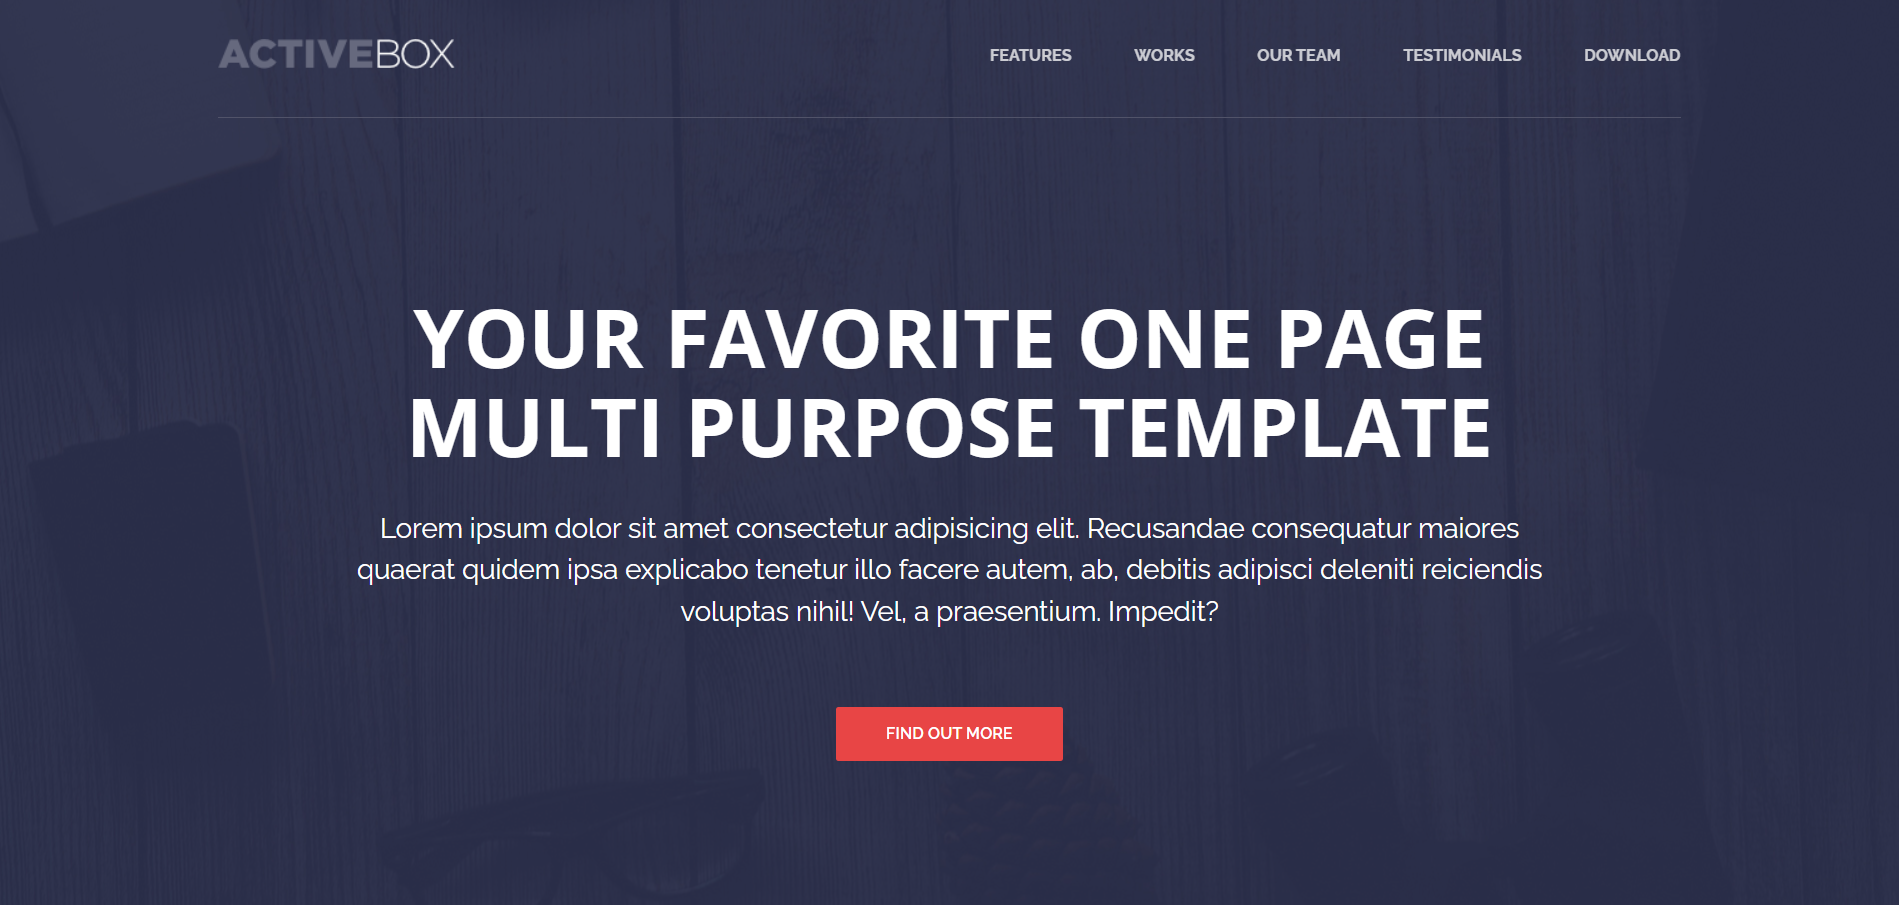 ACTIVEBOX
FEATURES WORKS OUR TEAM TESTIMONIALS DOWNLOAD
YOUR FAVORITE ONE PAGE
MULTI PURPOSE TEMPLATE
Lorem ipsum dolor sit amet consectetur adipisicing elit. Recusandae consequatur maiores
quaerat quidem ipsa explicabo tenetur illo facere autem, ab, debitis adipisci deleniti reiciendis
voluptas nihil! Vel, a praesentium. Impedit?
FIND OUT MORE